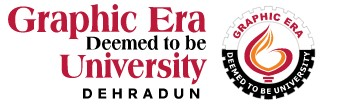 Graphic Era
Deemed to be
University
DEHRADUN
GRAPHIC ERA
DEEMED TO BE UNIVERSITY